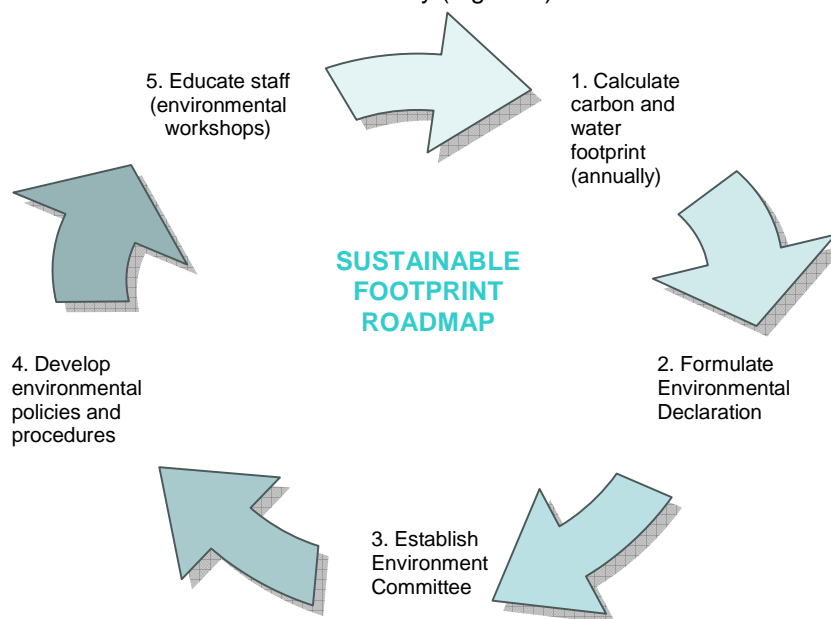 5. Educate staff
(environmental
workshops)
1. Calculate
carbon and
water
footprint
(annually)
SUSTAINABLE
FOOTPRINT
ROADMAP
2. Formulate
Environmental
Declaration
3. Establish
Environment
Committee
4. Develop
environmental
policies and
procedures